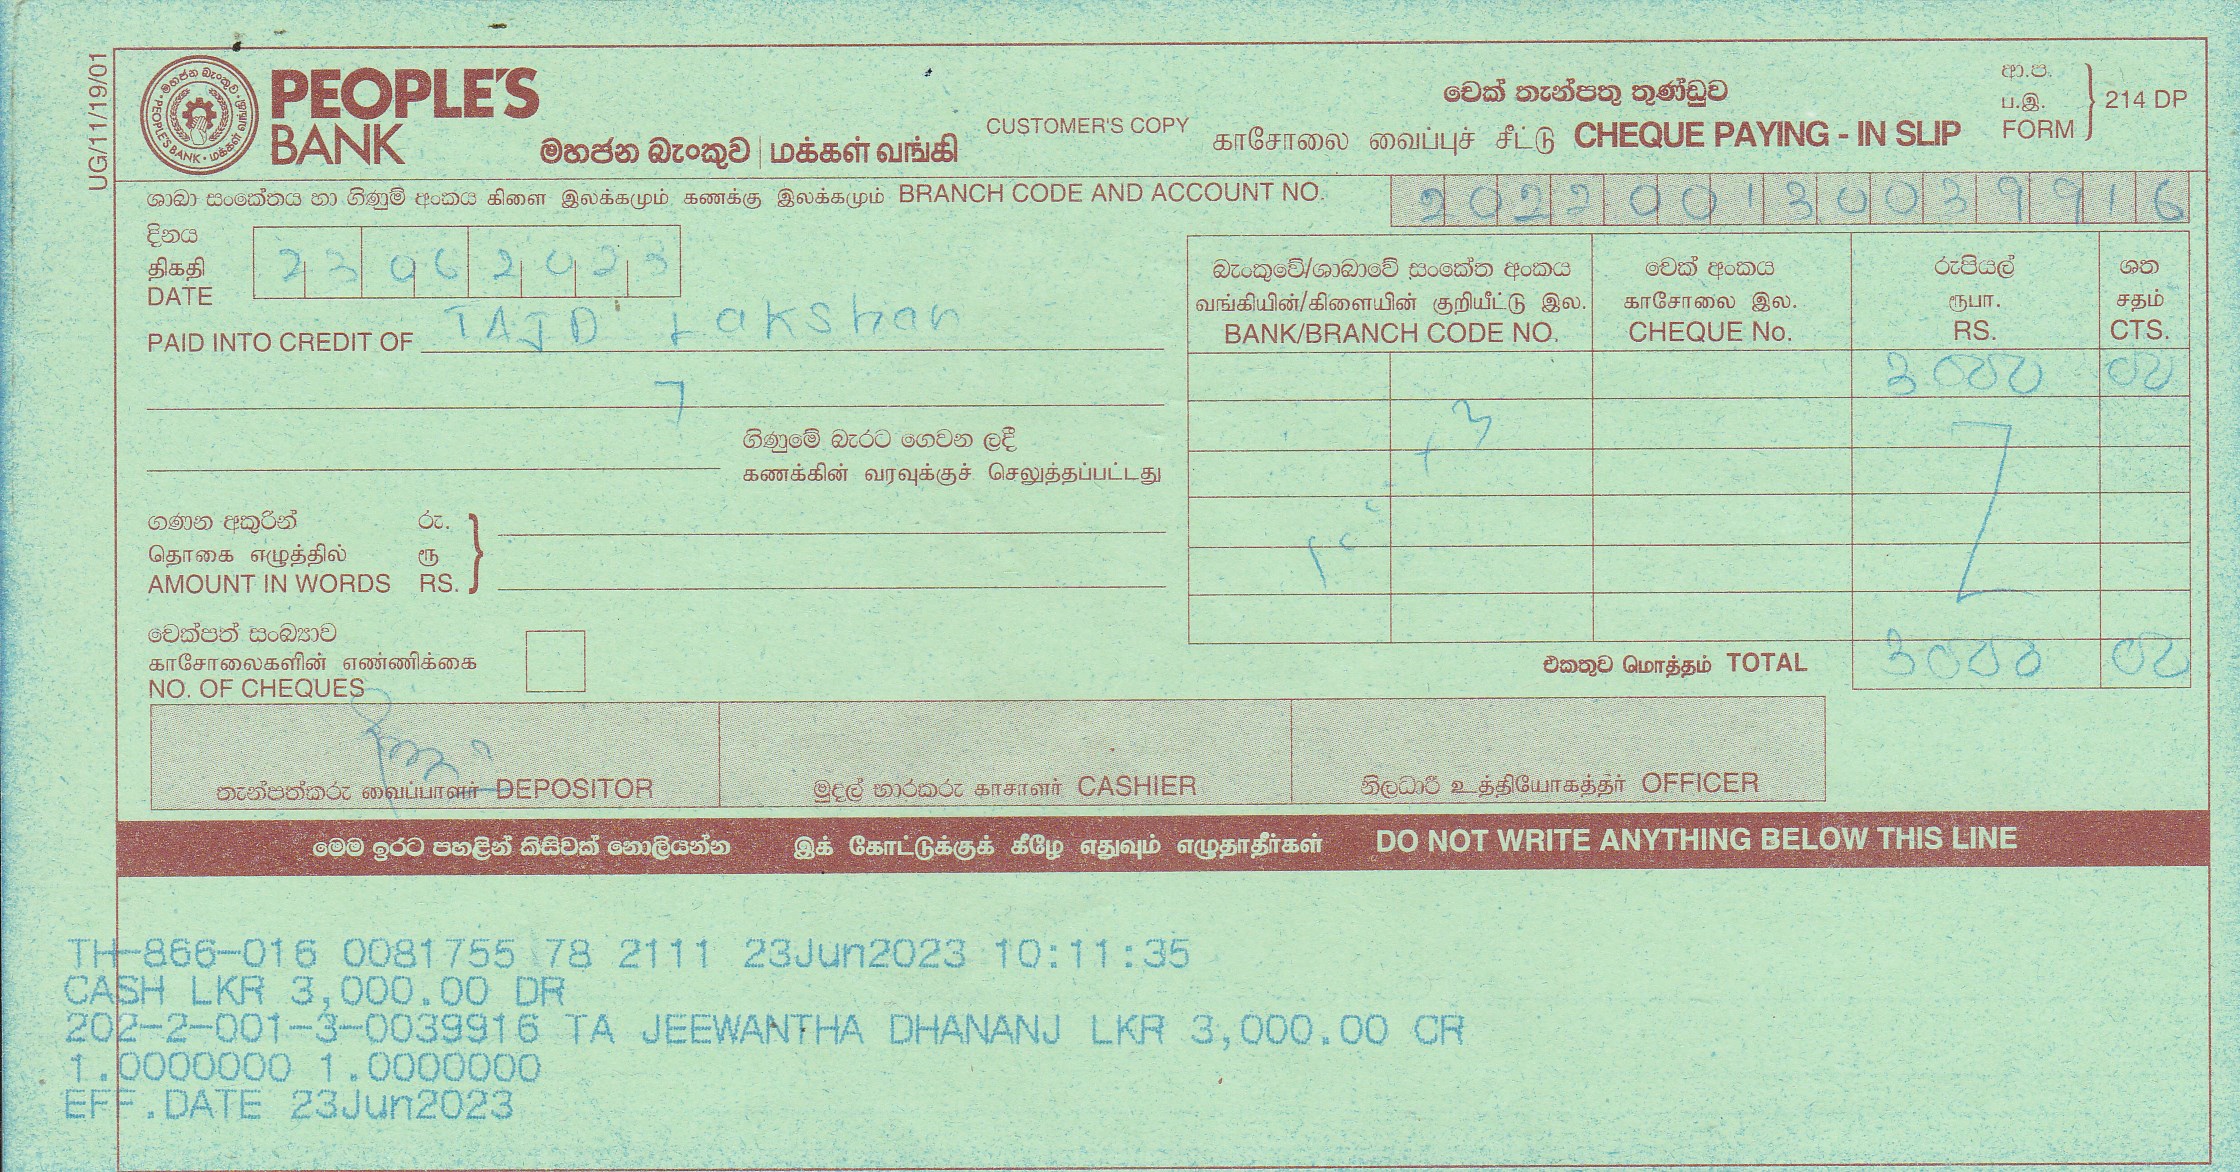 UG/11/19/01
PEOPLE'S
BANK
මහජන බැංකුව | மக்கள் வங்கி
CUSTOMER'S COPY
චෙක් තැන්පතු තුණ්ඩුව
காசோலை வைப்புச் சீட்டு CHEQUE PAYING - IN SLIP
ආ.ප.
ப.இ.
FORM
214 DP
ශාඛා සංකේතය හා ගිණුම් අංකය கிளை இலக்கமும் கணக்கு இலக்கமும் BRANCH CODE AND ACCOUNT NO.
202200130039916
දිනය
திகதி
DATE
23062023
PAID INTO CREDIT OF TAJD Lakshan
ගිණුමේ බැරට ගෙවන ලදී
கணக்கின் வரவுக்குச் செலுத்தப்பட்டது
ගණන අකුරින් රු.
தொகை எழுத்தில் ரூ
AMOUNT IN WORDS RS.
චෙක්පත් සංඛ්‍යාව
காசோலைகளின் எண்ணிக்கை
NO. OF CHEQUES
බැංකුවේ/ශාඛාවේ සංකේත අංකය
வங்கியின்/கிளையின் குறியீட்டு இல.
BANK/BRANCH CODE NO.
චෙක් අංකය
காசோலை இல.
CHEQUE No.
රුපියල්
ரூபா.
RS.
ශත
சதம்
CTS.
3000 00
එකතුව மொத்தம் TOTAL 3000 00
තැන්පත්කරු வைப்பாளர் DEPOSITOR
මුදල් භාරකරු காசாளர் CASHIER
නිලධාරී உத்தியோகத்தர் OFFICER
මෙම ඉරට පහළින් කිසිවක් නොලියන්න இக் கோட்டுக்குக் கீழே எதுவும் எழுதாதீர்கள் DO NOT WRITE ANYTHING BELOW THIS LINE
TH-866-016 0081755 78 2111 23Jun2023 10:11:35
CASH LKR 3,000.00 DR
202-2-001-3-0039916 TA JEEWANTHA DHANANJ LKR 3,000.00 CR
1.0000000 1.0000000
EFF.DATE 23Jun2023